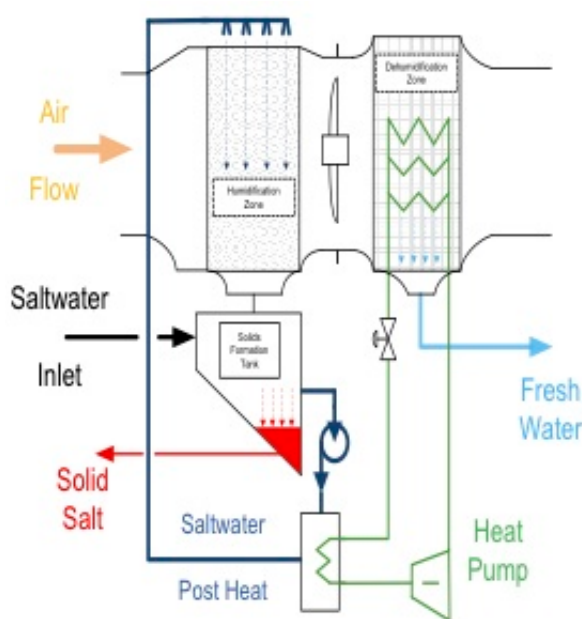 Dehumidification
Zone
Air
Flow
Humidification
Zone
Saltwater
Inlet
Solids
Formation
Tank
Fresh
Water
Solid
Salt
Saltwater
Post Heat
Heat
Pump